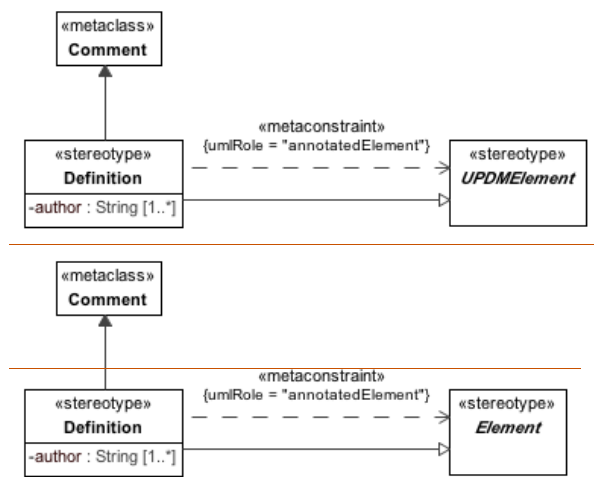 «metaclass»
Comment
«metaconstraint»
{umlRole = "annotatedElement"}
«stereotype»
Definition
-author : String [1..*]
«stereotype»
UPDMElement
«metaclass»
Comment
«metaconstraint»
{umlRole = "annotatedElement"}
«stereotype»
Definition
-author : String [1..*]
«stereotype»
Element